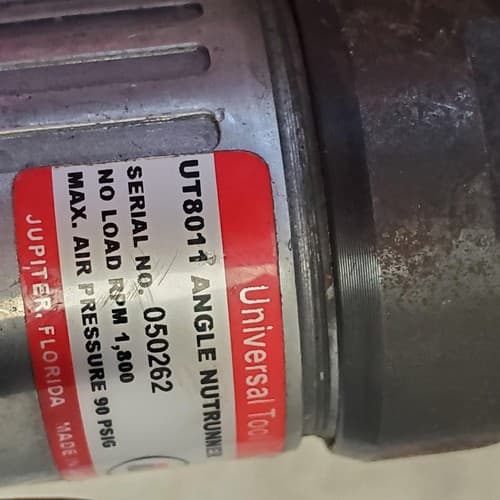 Universal Too
UT8011 ANGLE NUTRUNNE
SERIAL NO. 050262
NO LOAD RPM 1,800
MAX. AIR PRESSURE 90 PSIG
JUPITER, FLORIDA MADE